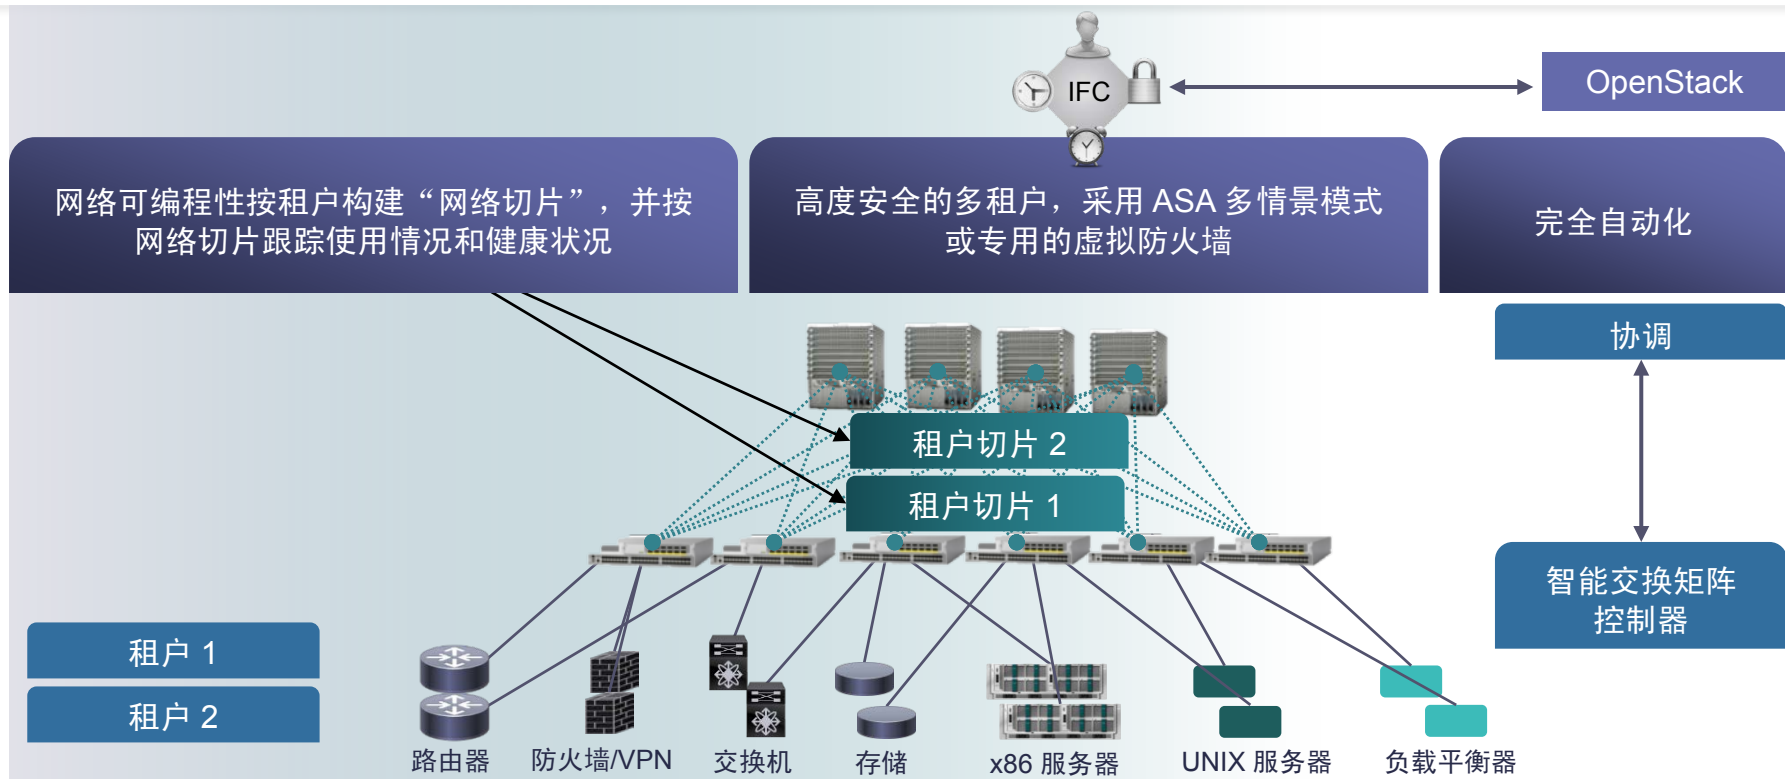 IFC
OpenStack
网络可编程性按租户构建“网络切片”，并按
网络切片跟踪使用情况和健康状况
高度安全的多租户，采用 ASA 多情景模式
或专用的虚拟防火墙
完全自动化
协调
租户切片 2
租户切片 1
智能交换矩阵
控制器
租户 1
租户 2
路由器
防火墙/VPN
交换机
存储
x86 服务器
UNIX 服务器
负载平衡器